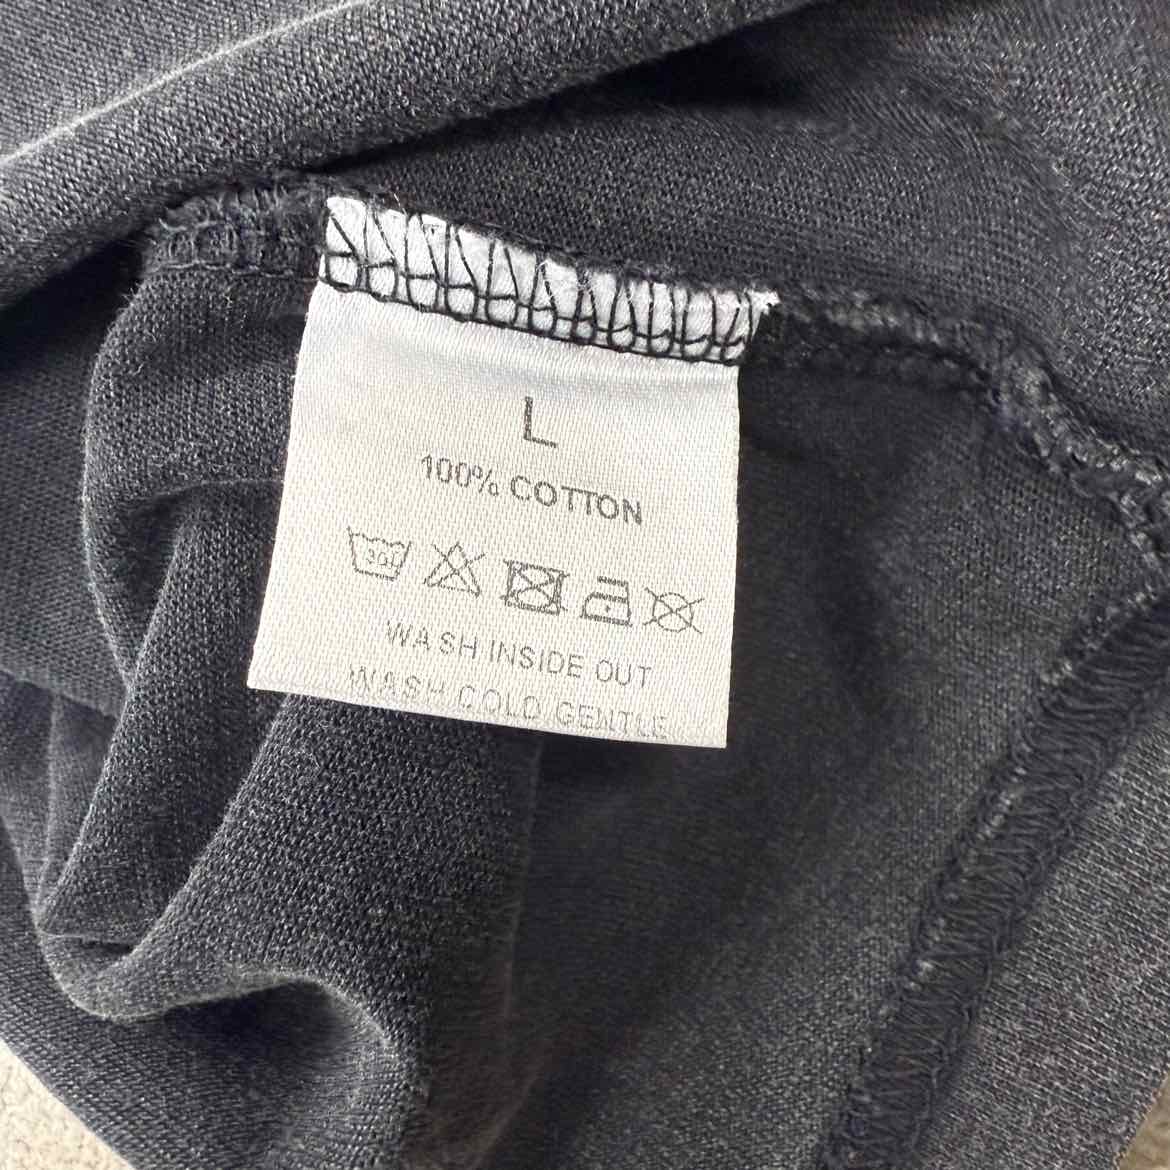 L
100% COTTON
30
WASH INSIDE OUT
WASH COLD GENTLE